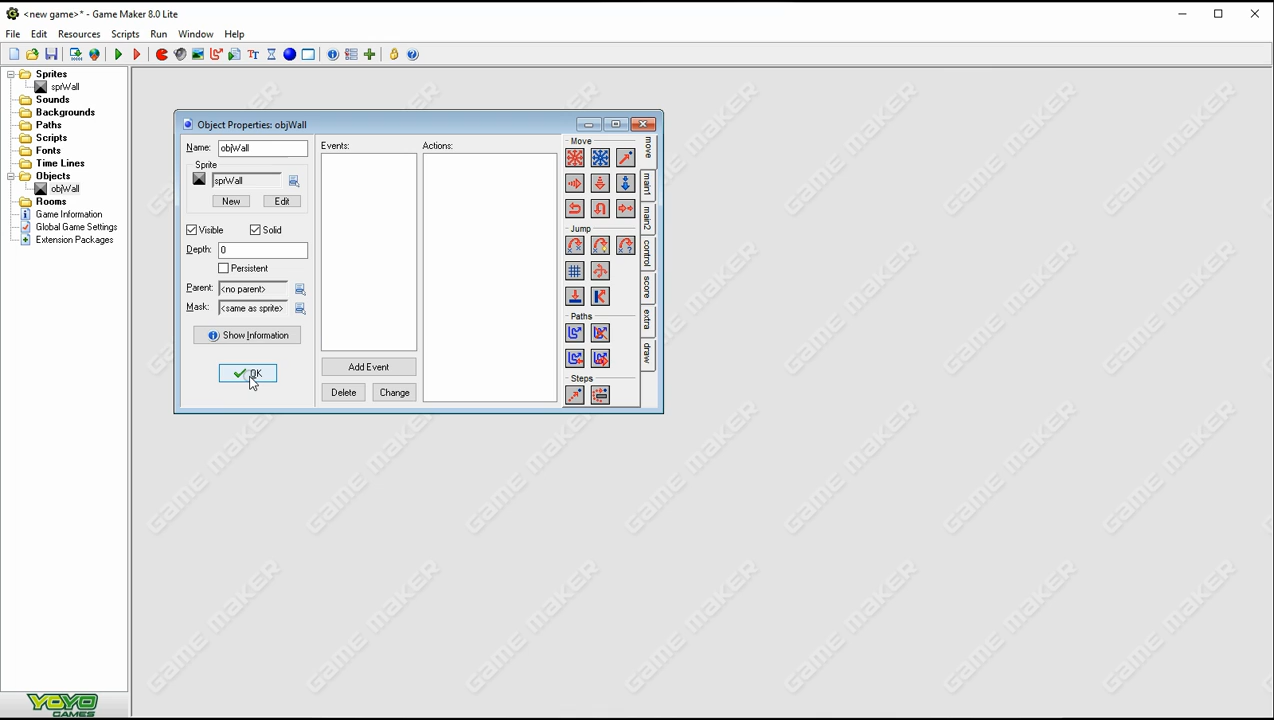 <new game>* - Game Maker 8.0 Lite
File Edit Resources Scripts Run Window Help
Sprites
sprWall
Sounds
Backgrounds
Paths
Scripts
Fonts
Time Lines
Objects
objWall
Rooms
Game Information
Global Game Settings
Extension Packages
YOYO
GAMES
Object Properties: objWall
Name: objWall
Sprite
sprWall
New Edit
Visible Solid
Depth: 0
Persistent
Parent: <no parent>
Mask: <same as sprite>
Show Information
OK
Events:
Add Event
Delete Change
Actions:
Move
Jump
Paths
Steps
move
main1
main2
control
score
extra
draw
GAME MAKER